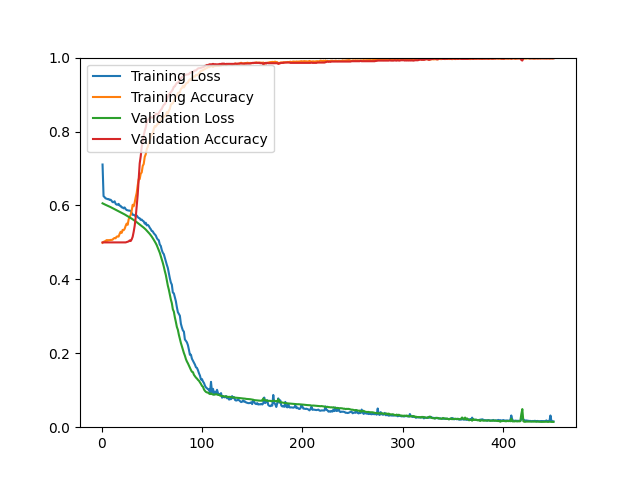 1.0
0.8
0.6
0.4
0.2
0.0
Training Loss
Training Accuracy
Validation Loss
Validation Accuracy
0 100 200 300 400